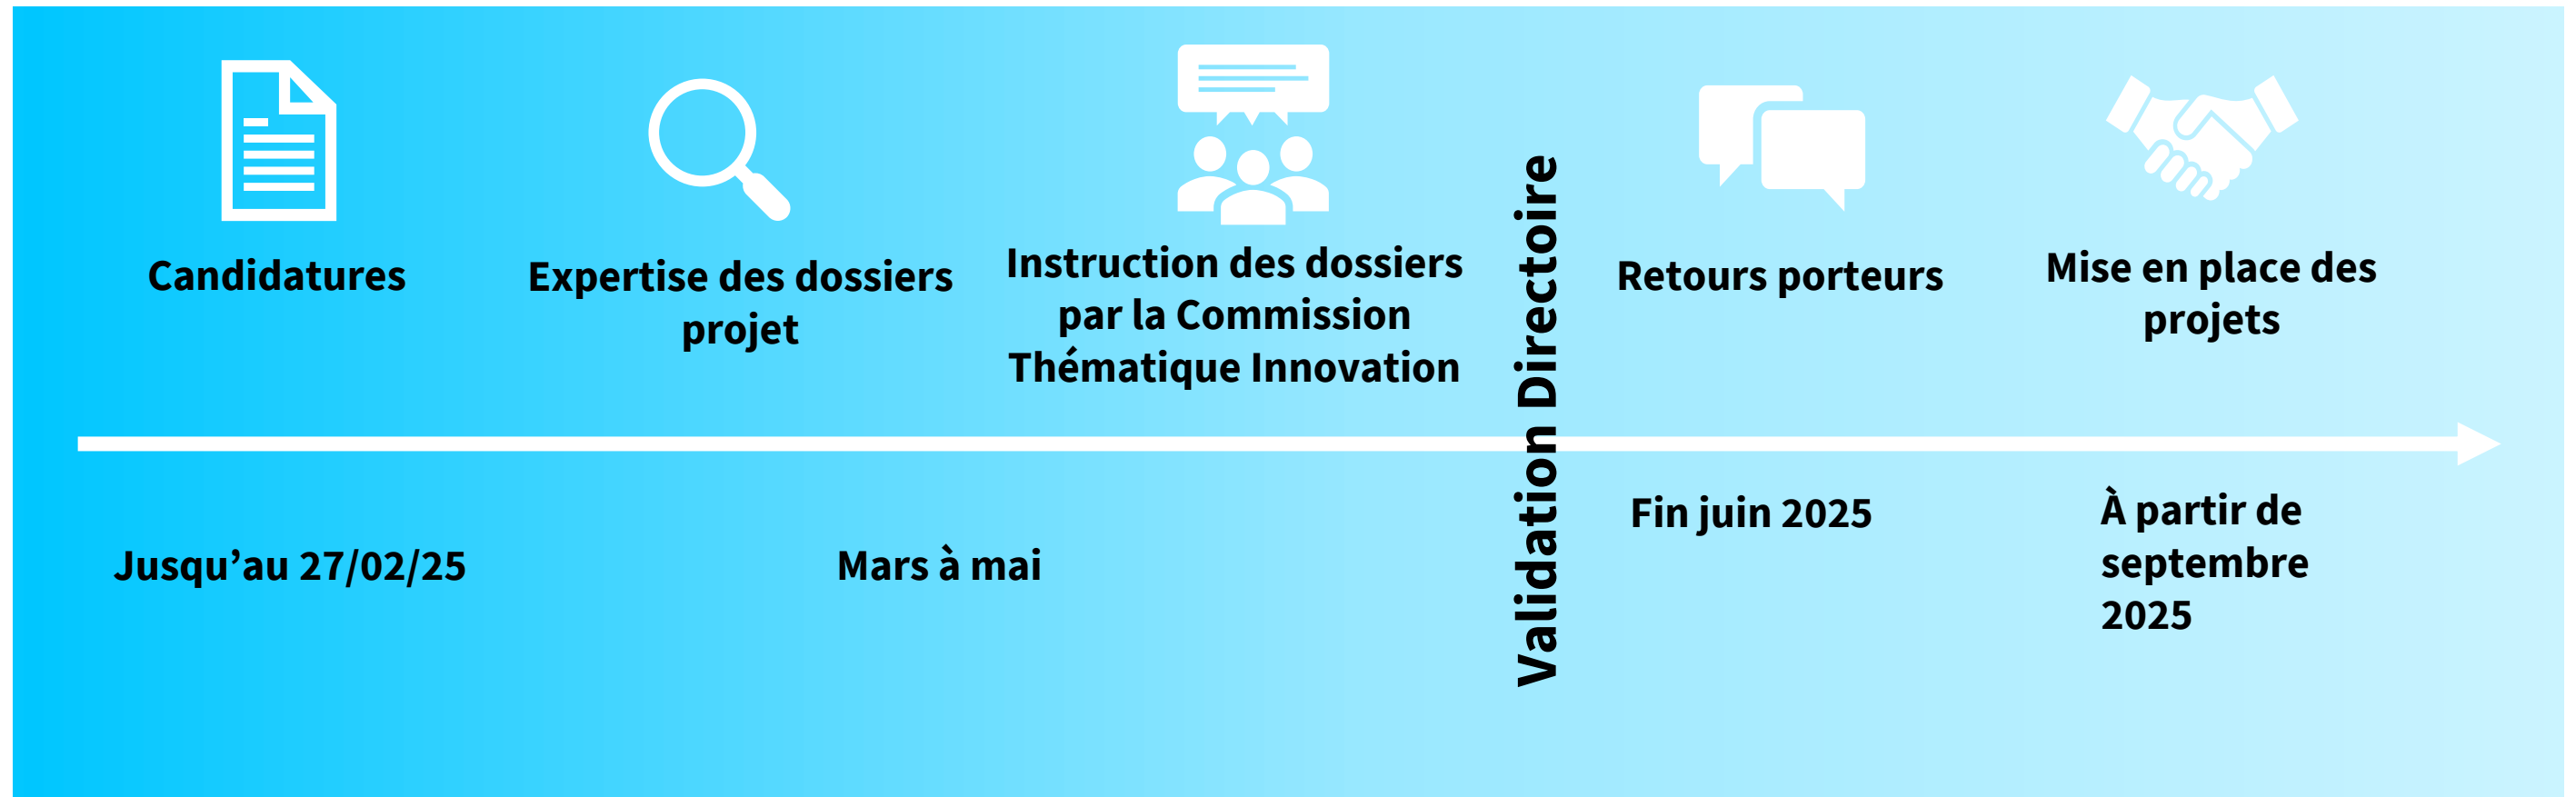 Candidatures
Expertise des dossiers
projet
Instruction des dossiers
par la Commission
Thématique Innovation
Validation Directoire
Retours porteurs
Mise en place des
projets
Jusqu’au 27/02/25
Mars à mai
Fin juin 2025
À partir de
septembre
2025